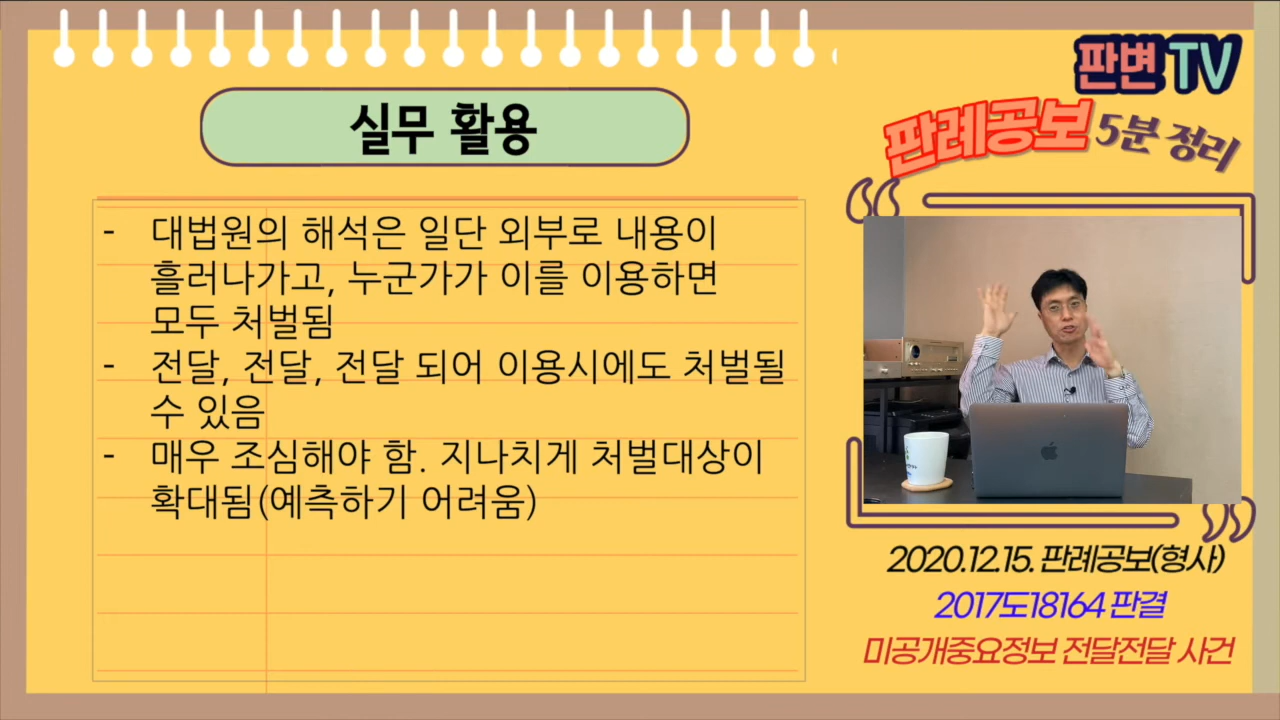 판변 TV
판례공보 5분 정리
실무 활용
- 대법원의 해석은 일단 외부로 내용이
흘러나가고, 누군가가 이를 이용하면
모두 처벌됨
- 전달, 전달, 전달 되어 이용시에도 처벌될
수 있음
- 매우 조심해야 함. 지나치게 처벌대상이
확대됨(예측하기 어려움)
2020.12.15. 판례공보(형사)
2017도18164 판결
미공개중요정보 전달전달 사건